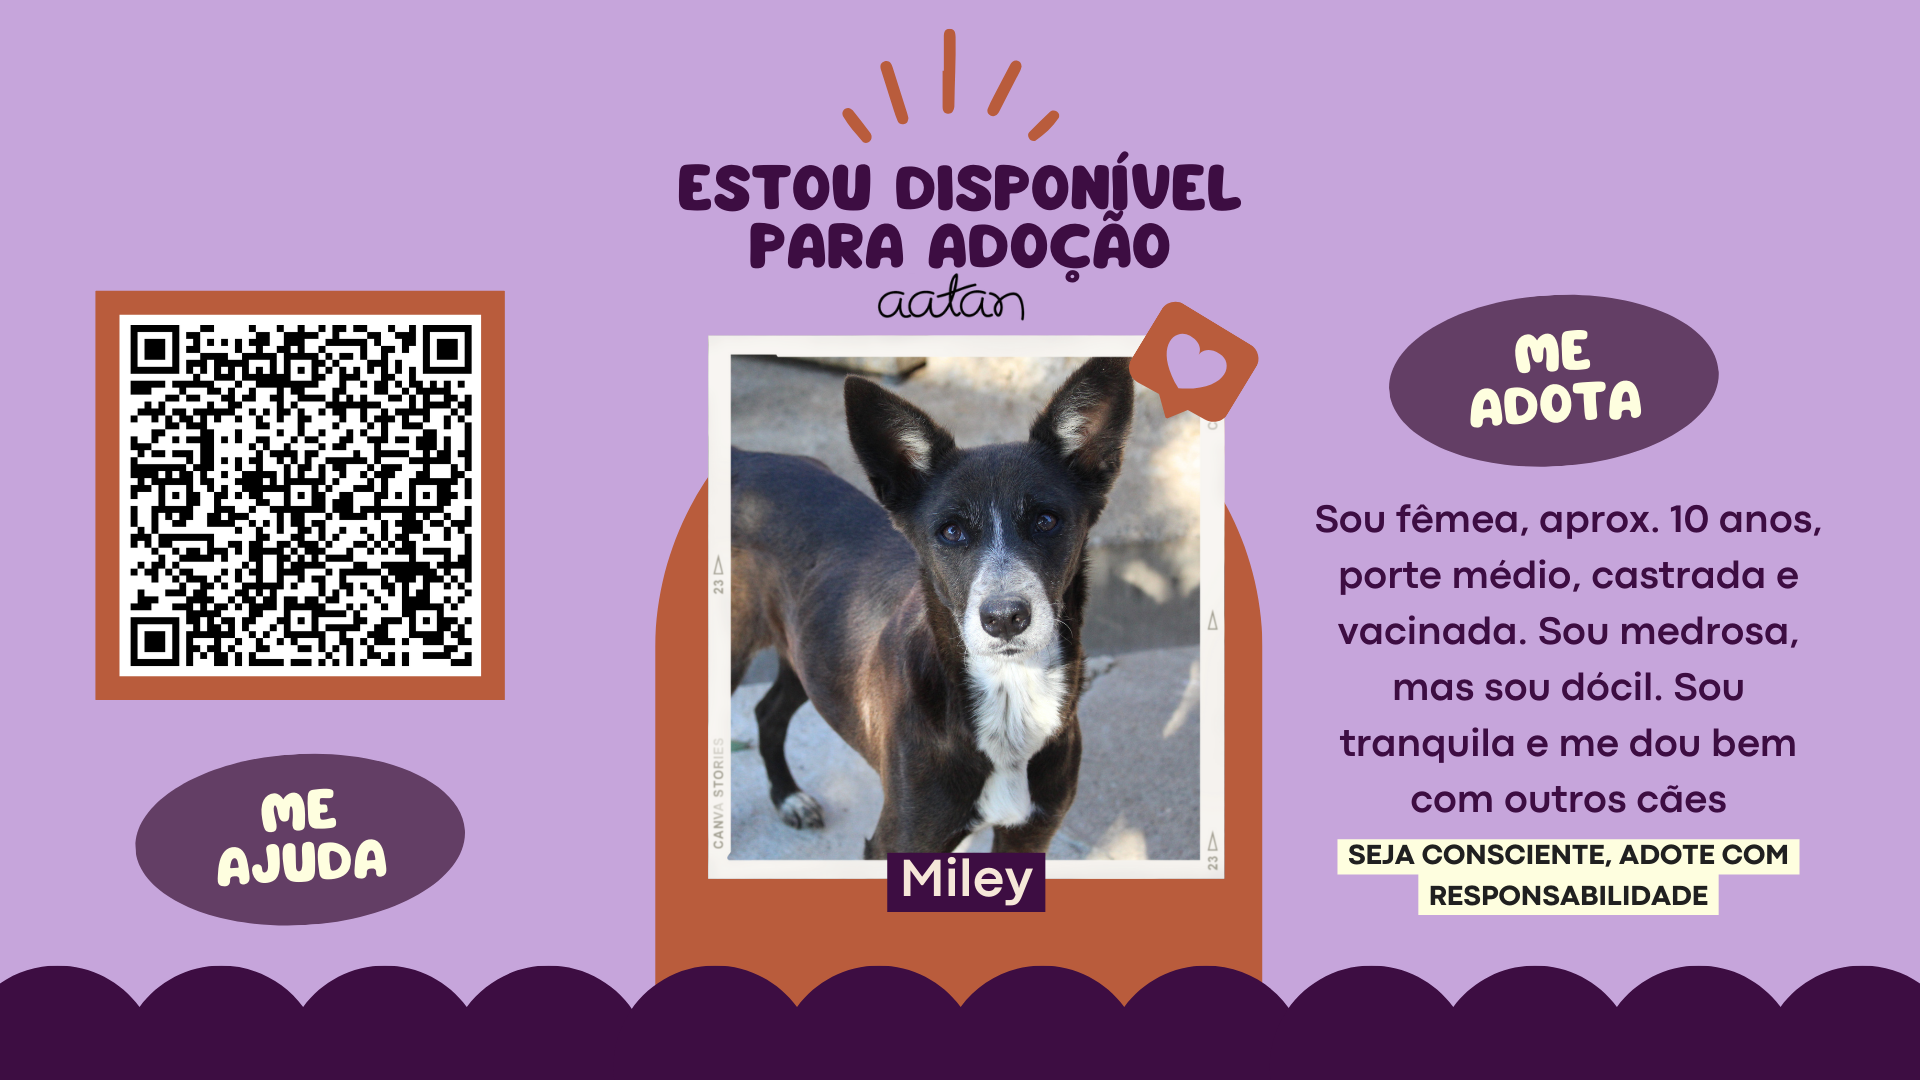 ESTOU DISPONÍVEL
PARA ADOÇÃO
aatan
23
CANVA STORIES
23
Miley
ME
AJUDA
ME
ADOTA
Sou fêmea, aprox. 10 anos,
porte médio, castrada e
vacinada. Sou medrosa,
mas sou dócil. Sou
tranquila e me dou bem
com outros cães
SEJA CONSCIENTE, ADOTE COM
RESPONSABILIDADE